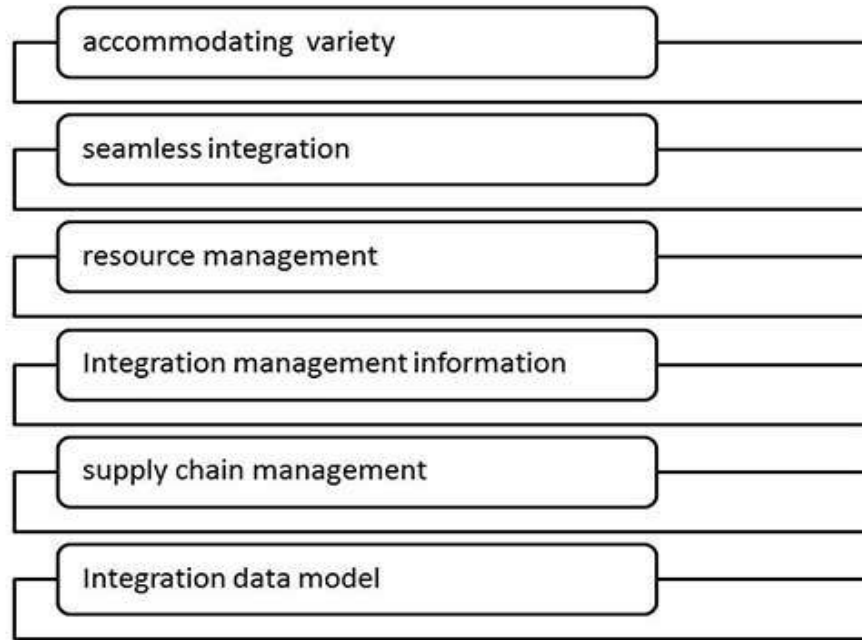 accommodating variety
seamless integration
resource management
Integration management information
supply chain management
Integration data model